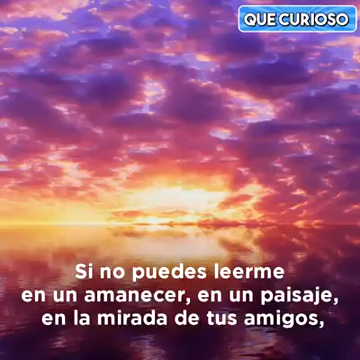 QUE CURIOSO
Si no puedes leerme
en un amanecer, en un paisaje,
en la mirada de tus amigos,